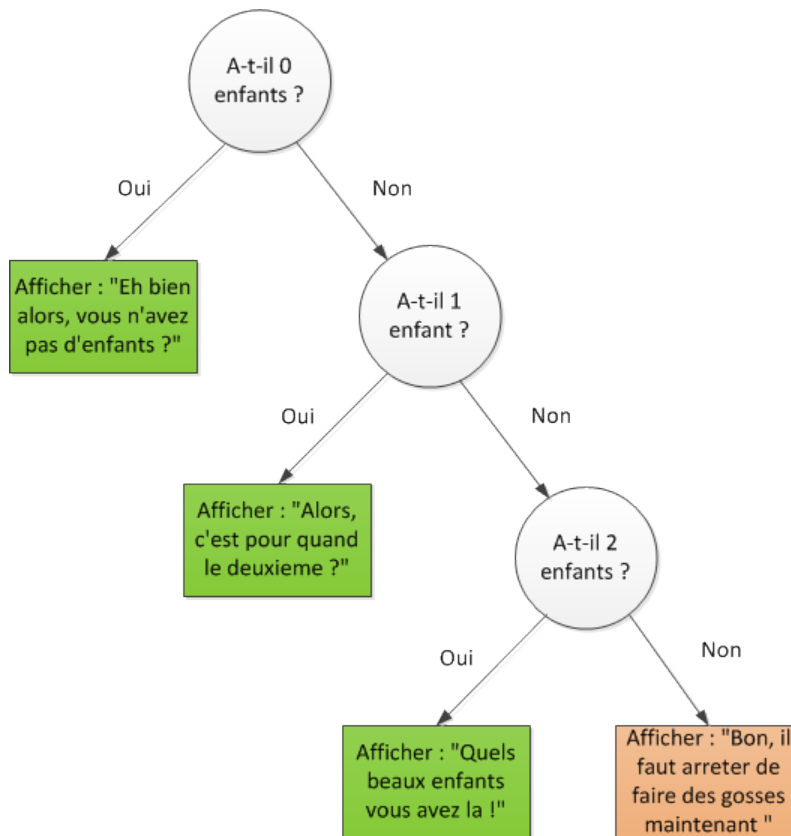 A-t-il 0
enfants ?
Oui
Non
Afficher : "Eh bien
alors, vous n'avez
pas d'enfants ?"
A-t-il 1
enfant ?
Oui
Non
Afficher : "Alors,
c'est pour quand
le deuxieme ?"
A-t-il 2
enfants ?
Oui
Non
Afficher : "Quels
beaux enfants
vous avez la !"
Afficher : "Bon, il
faut arreter de
faire des gosses
maintenant "